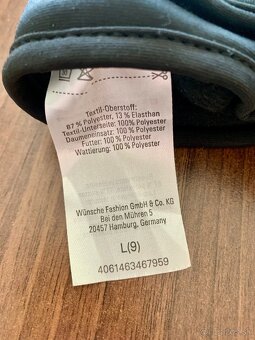 Textil-Oberstoff:
87 % Polyester, 13 % Elasthan
Textil-Unterseite: 100% Polyester
Daumeneinsatz: 100 % Polyester
Futter: 100 % Polyester
Wattierung: 100% Polyester
Wünsche Fashion GmbH & Co. KG
Bei den Mühren 5
20457 Hamburg, Germany
L(9)
4061463467959